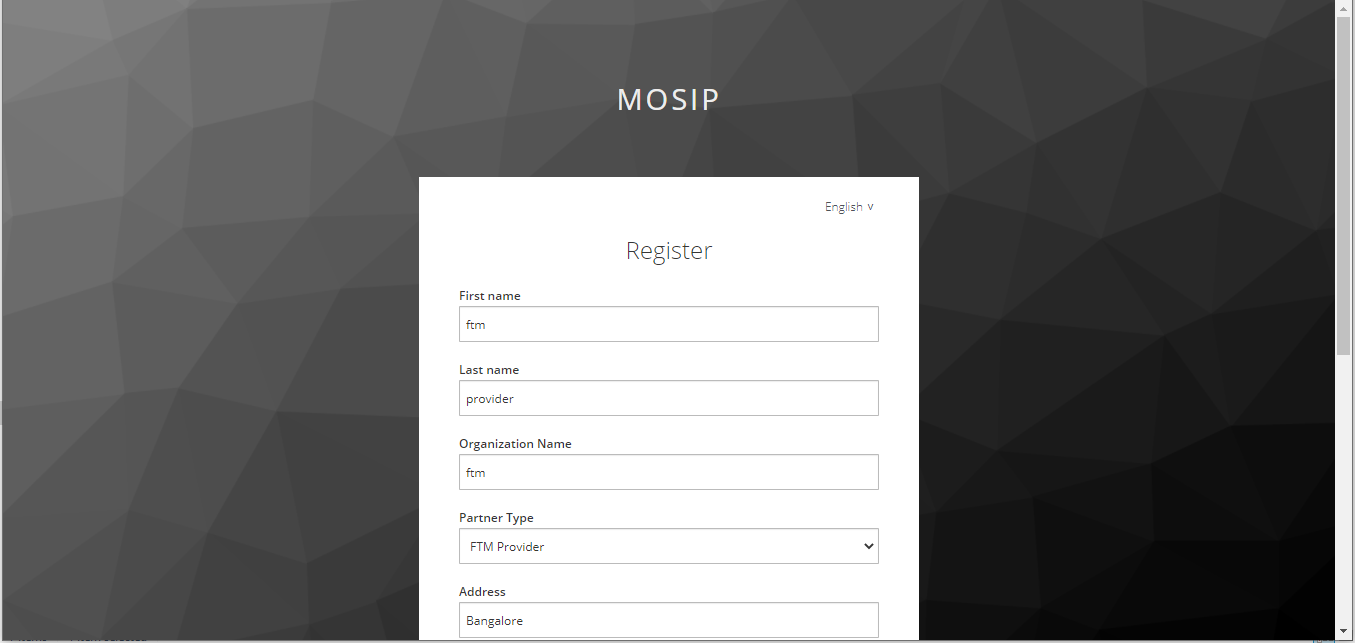 MOSIP
English v
Register
First name
ftm
Last name
provider
Organization Name
ftm
Partner Type
FTM Provider
Address
Bangalore